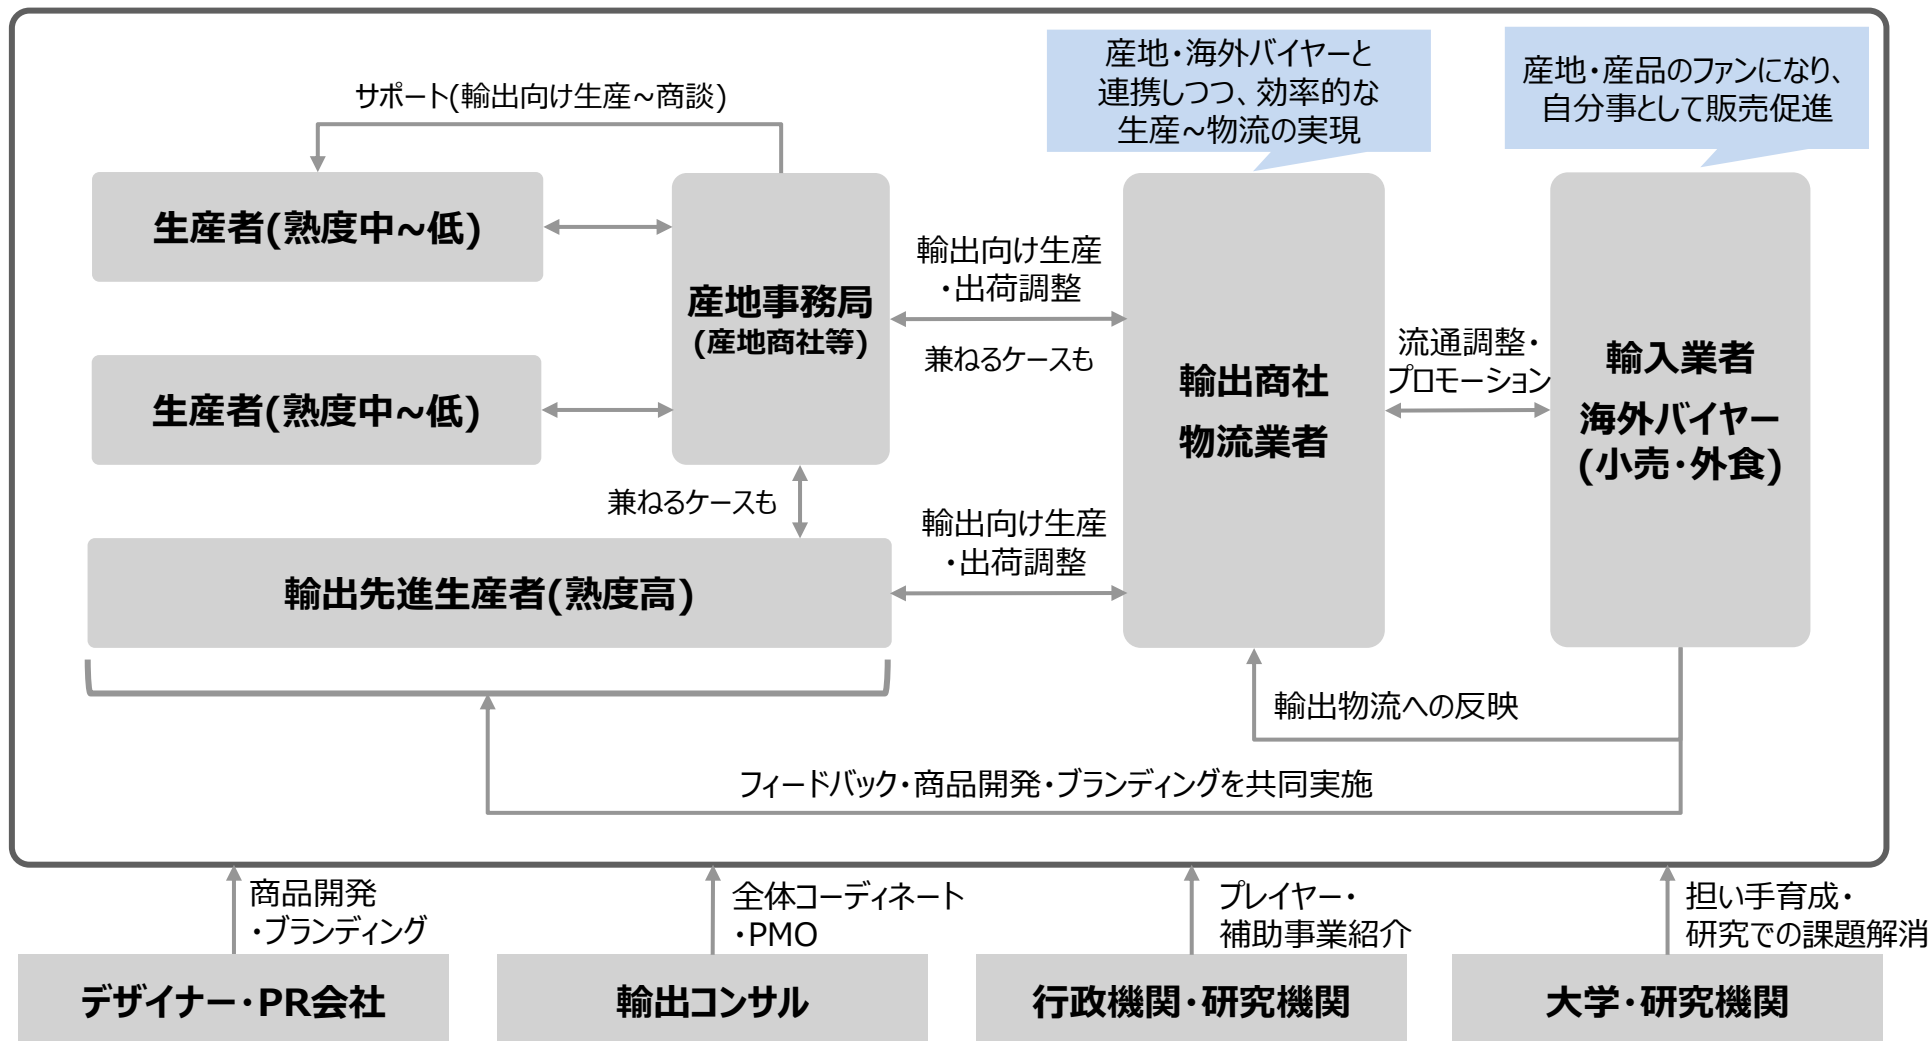 産地・海外バイヤーと
連携しつつ、効率的な
生産~物流の実現
産地・産品のファンになり、
自分事として販売促進
サポート(輸出向け生産~商談)
生産者(熟度中~低)
産地事務局
(産地商社等)
生産者(熟度中~低)
輸出向け生産
・出荷調整
兼ねるケースも
輸出商社
物流業者
流通調整・
プロモーション
輸入業者
海外バイヤー
(小売・外食)
兼ねるケースも
輸出向け生産
・出荷調整
輸出先進生産者(熟度高)
輸出物流への反映
フィードバック・商品開発・ブランディングを共同実施
商品開発
・ブランディング
全体コーディネート
・PMO
プレイヤー・
補助事業紹介
担い手育成・
研究での課題解消
デザイナー・PR会社
輸出コンサル
行政機関・研究機関
大学・研究機関